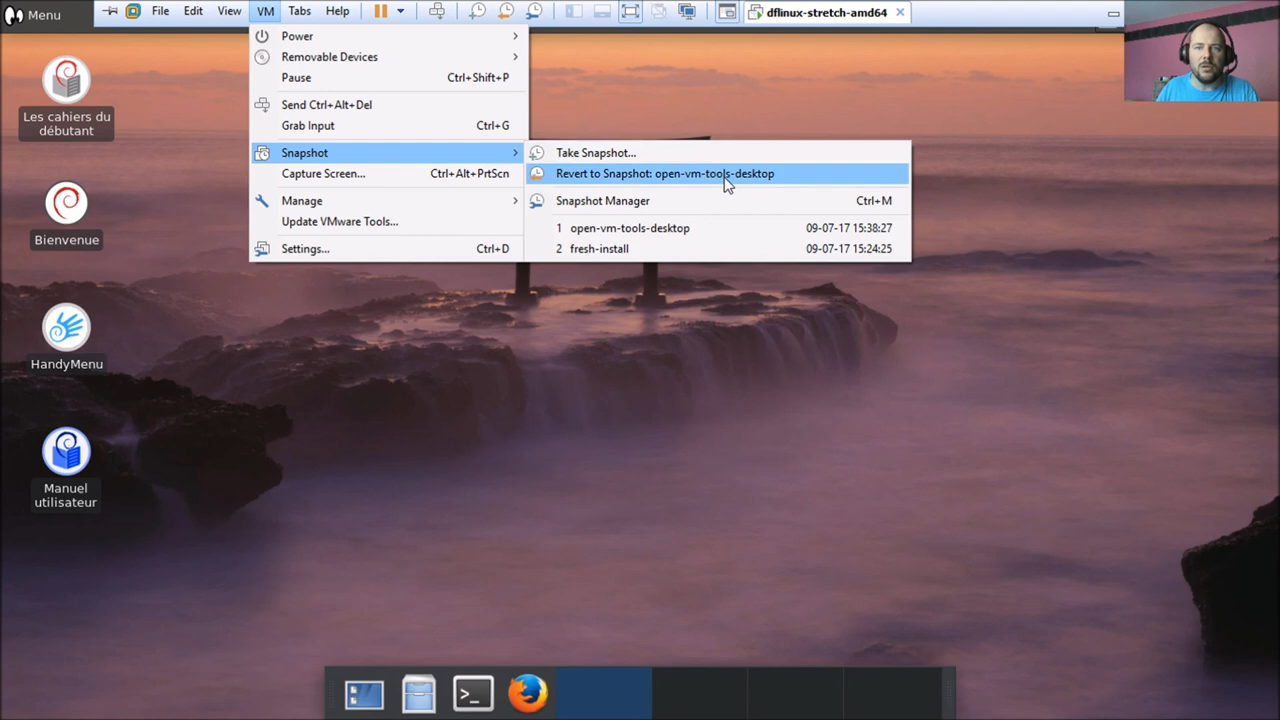 Menu
File Edit View VM Tabs Help
dflinux-stretch-amd64
Power
Removable Devices
Pause Ctrl+Shift+P
Send Ctrl+Alt+Del
Grab Input Ctrl+G
Snapshot
Capture Screen... Ctrl+Alt+PrtScn
Manage
Update VMware Tools...
Settings... Ctrl+D
Take Snapshot...
Revert to Snapshot: open-vm-tools-desktop
Snapshot Manager Ctrl+M
1 open-vm-tools-desktop 09-07-17 15:38:27
2 fresh-install 09-07-17 15:24:25
Les cahiers du
débutant
Bienvenue
HandyMenu
Manuel
utilisateur